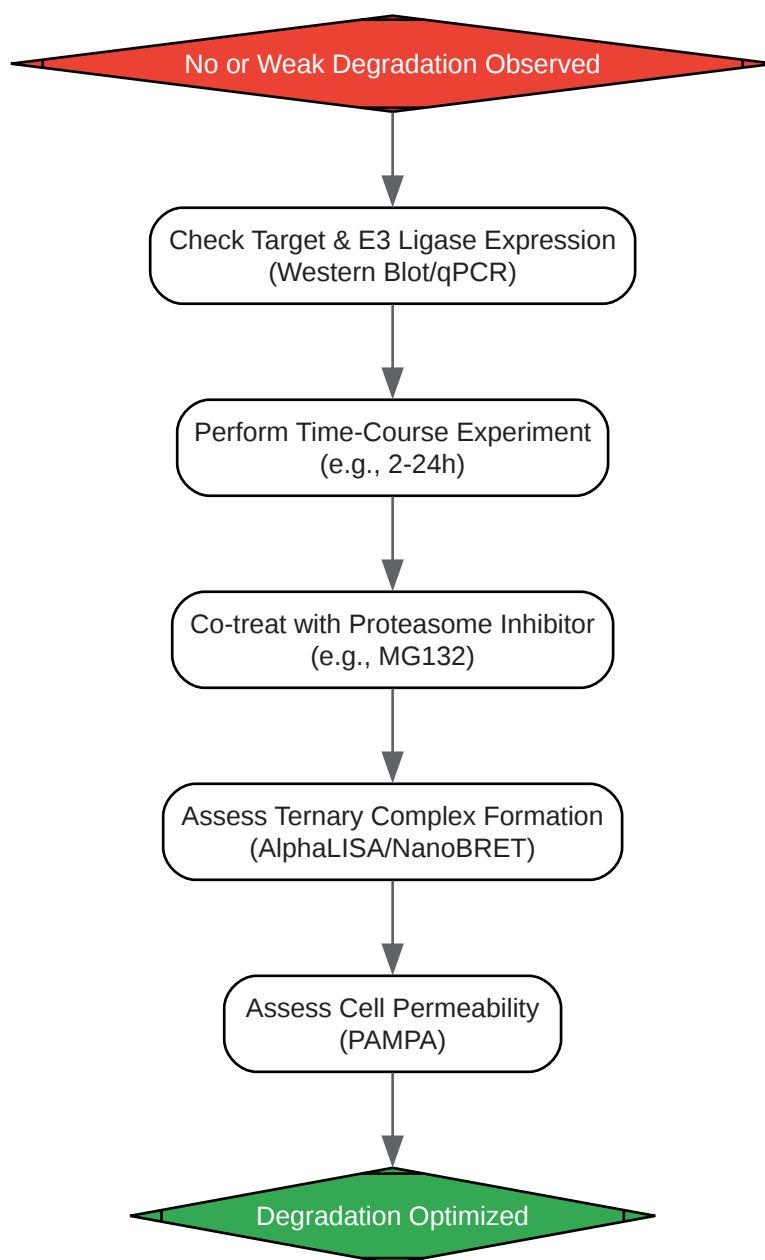 No or Weak Degradation Observed
Check Target & E3 Ligase Expression
(Western Blot/qPCR)
Perform Time-Course Experiment
(e.g., 2-24h)
Co-treat with Proteasome Inhibitor
(e.g., MG132)
Assess Ternary Complex Formation
(AlphaLISA/NanoBRET)
Assess Cell Permeability
(PAMPA)
Degradation Optimized